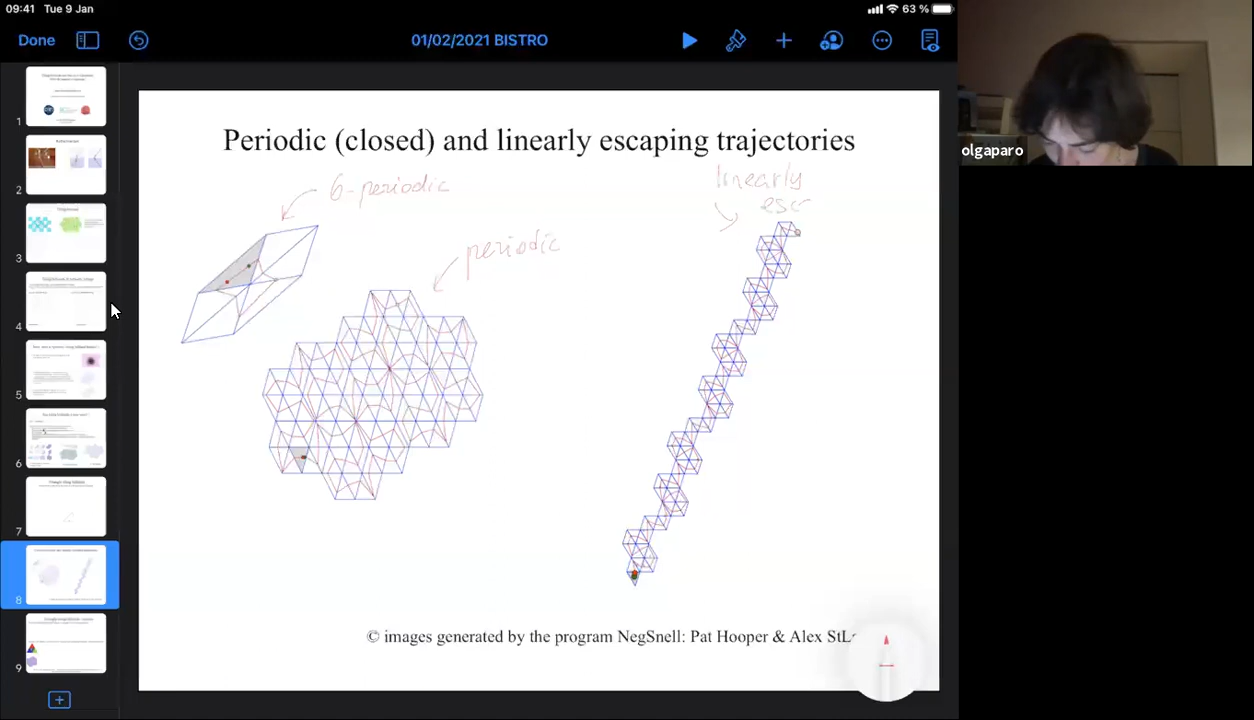 09:41 Tue 9 Jan
63 %
Done
01/02/2021 BISTRO
olgaparo
Periodic (closed) and linearly escaping trajectories
6-periodic
periodic
linearly
esc
© images generated by the program NegSnell: Pat Hooper & Alex StL
1
2
3
4
5
6
7
8
9